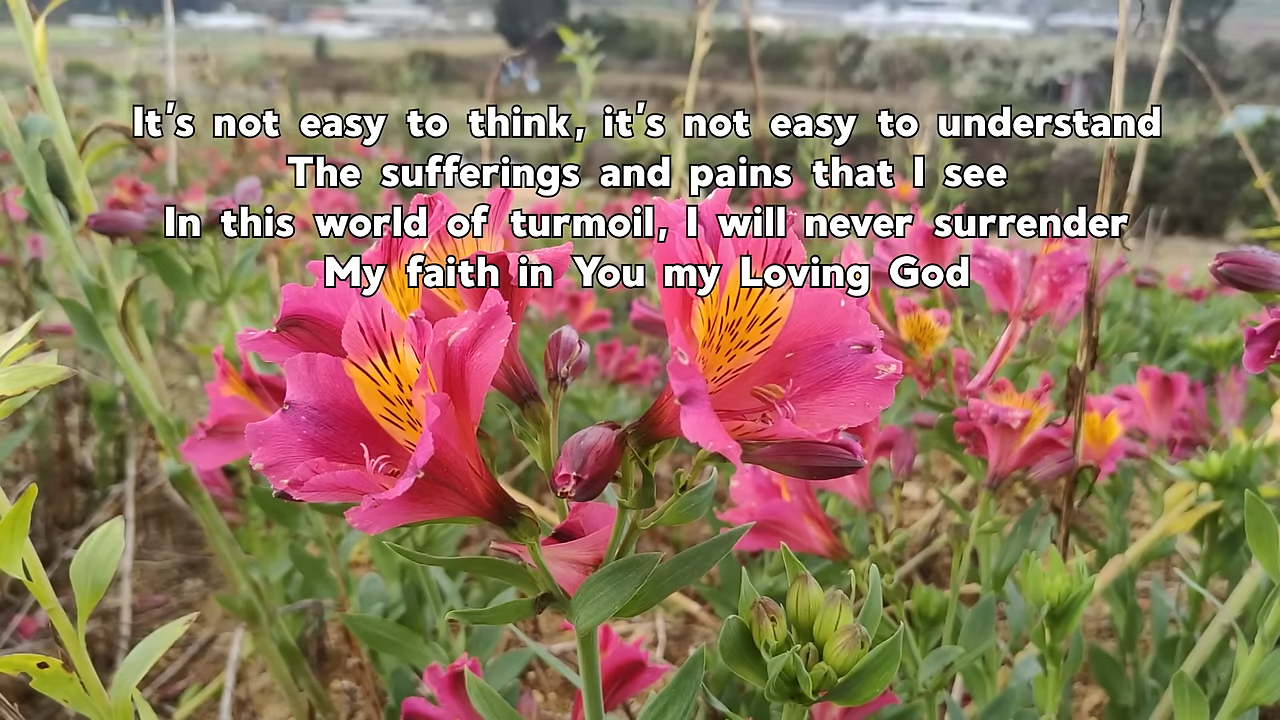 It's not easy to think, it's not easy to understand
The sufferings and pains that I see
In this world of turmoil, I will never surrender
My faith in You my Loving God